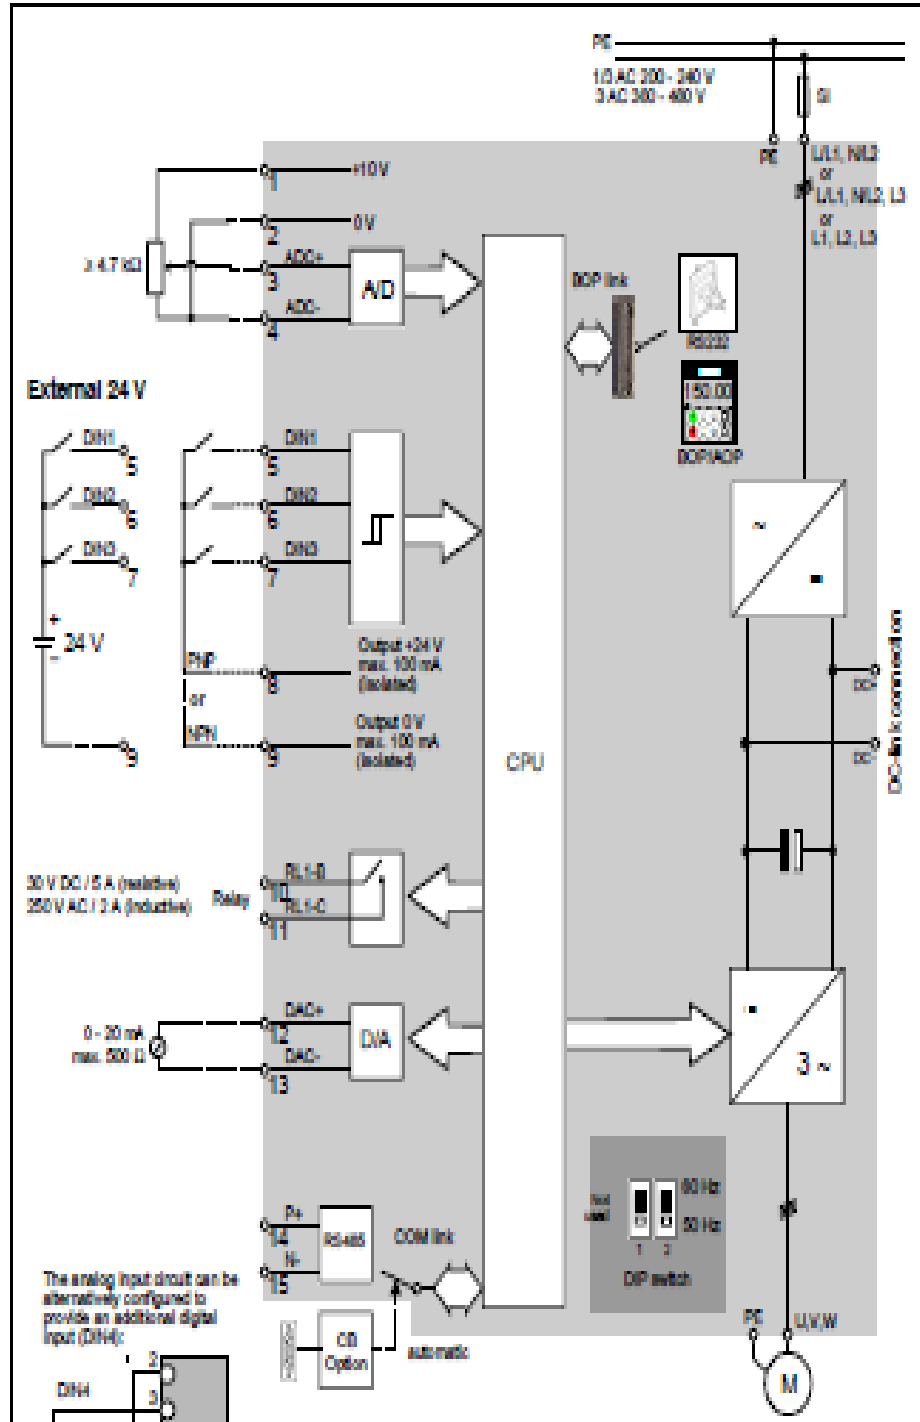 PE
1/3 AC 200 - 240 V
3 AC 380 - 480 V
SI
PE
L/L1, N/L2
or
L/L1, N/L2, L3
or
L1, L2, L3
1
+10 V
2
0 V
≥ 4.7 kΩ
ADC+
3
A/D
ADC-
4
BOP link
RS232
150.00
BOP/AOP
External 24 V
DIN1
5
DIN1
5
DIN2
6
DIN2
6
DIN3
7
DIN3
7
~
=
+
24 V
-
PNP
8
Output +24 V
max. 100 mA
(isolated)
or
NPN
9
9
Output 0 V
max. 100 mA
(isolated)
CPU
DC+
DC-
DC-link connection
30 V DC / 5 A (resistive)
250 V AC / 2 A (inductive)
Relay
RL1-B
10
RL1-C
11
0 - 20 mA
max. 500 Ω
DAC+
12
D/A
DAC-
13
=
3 ~
P+
14
RS485
N-
15
COM link
Not
used
60 Hz
50 Hz
1 2
DIP switch
The analog input circuit can be
alternatively configured to
provide an additional digital
input (DIN4):
CB
Option
automatic
PE
U,V,W
M
2
DIN4
3